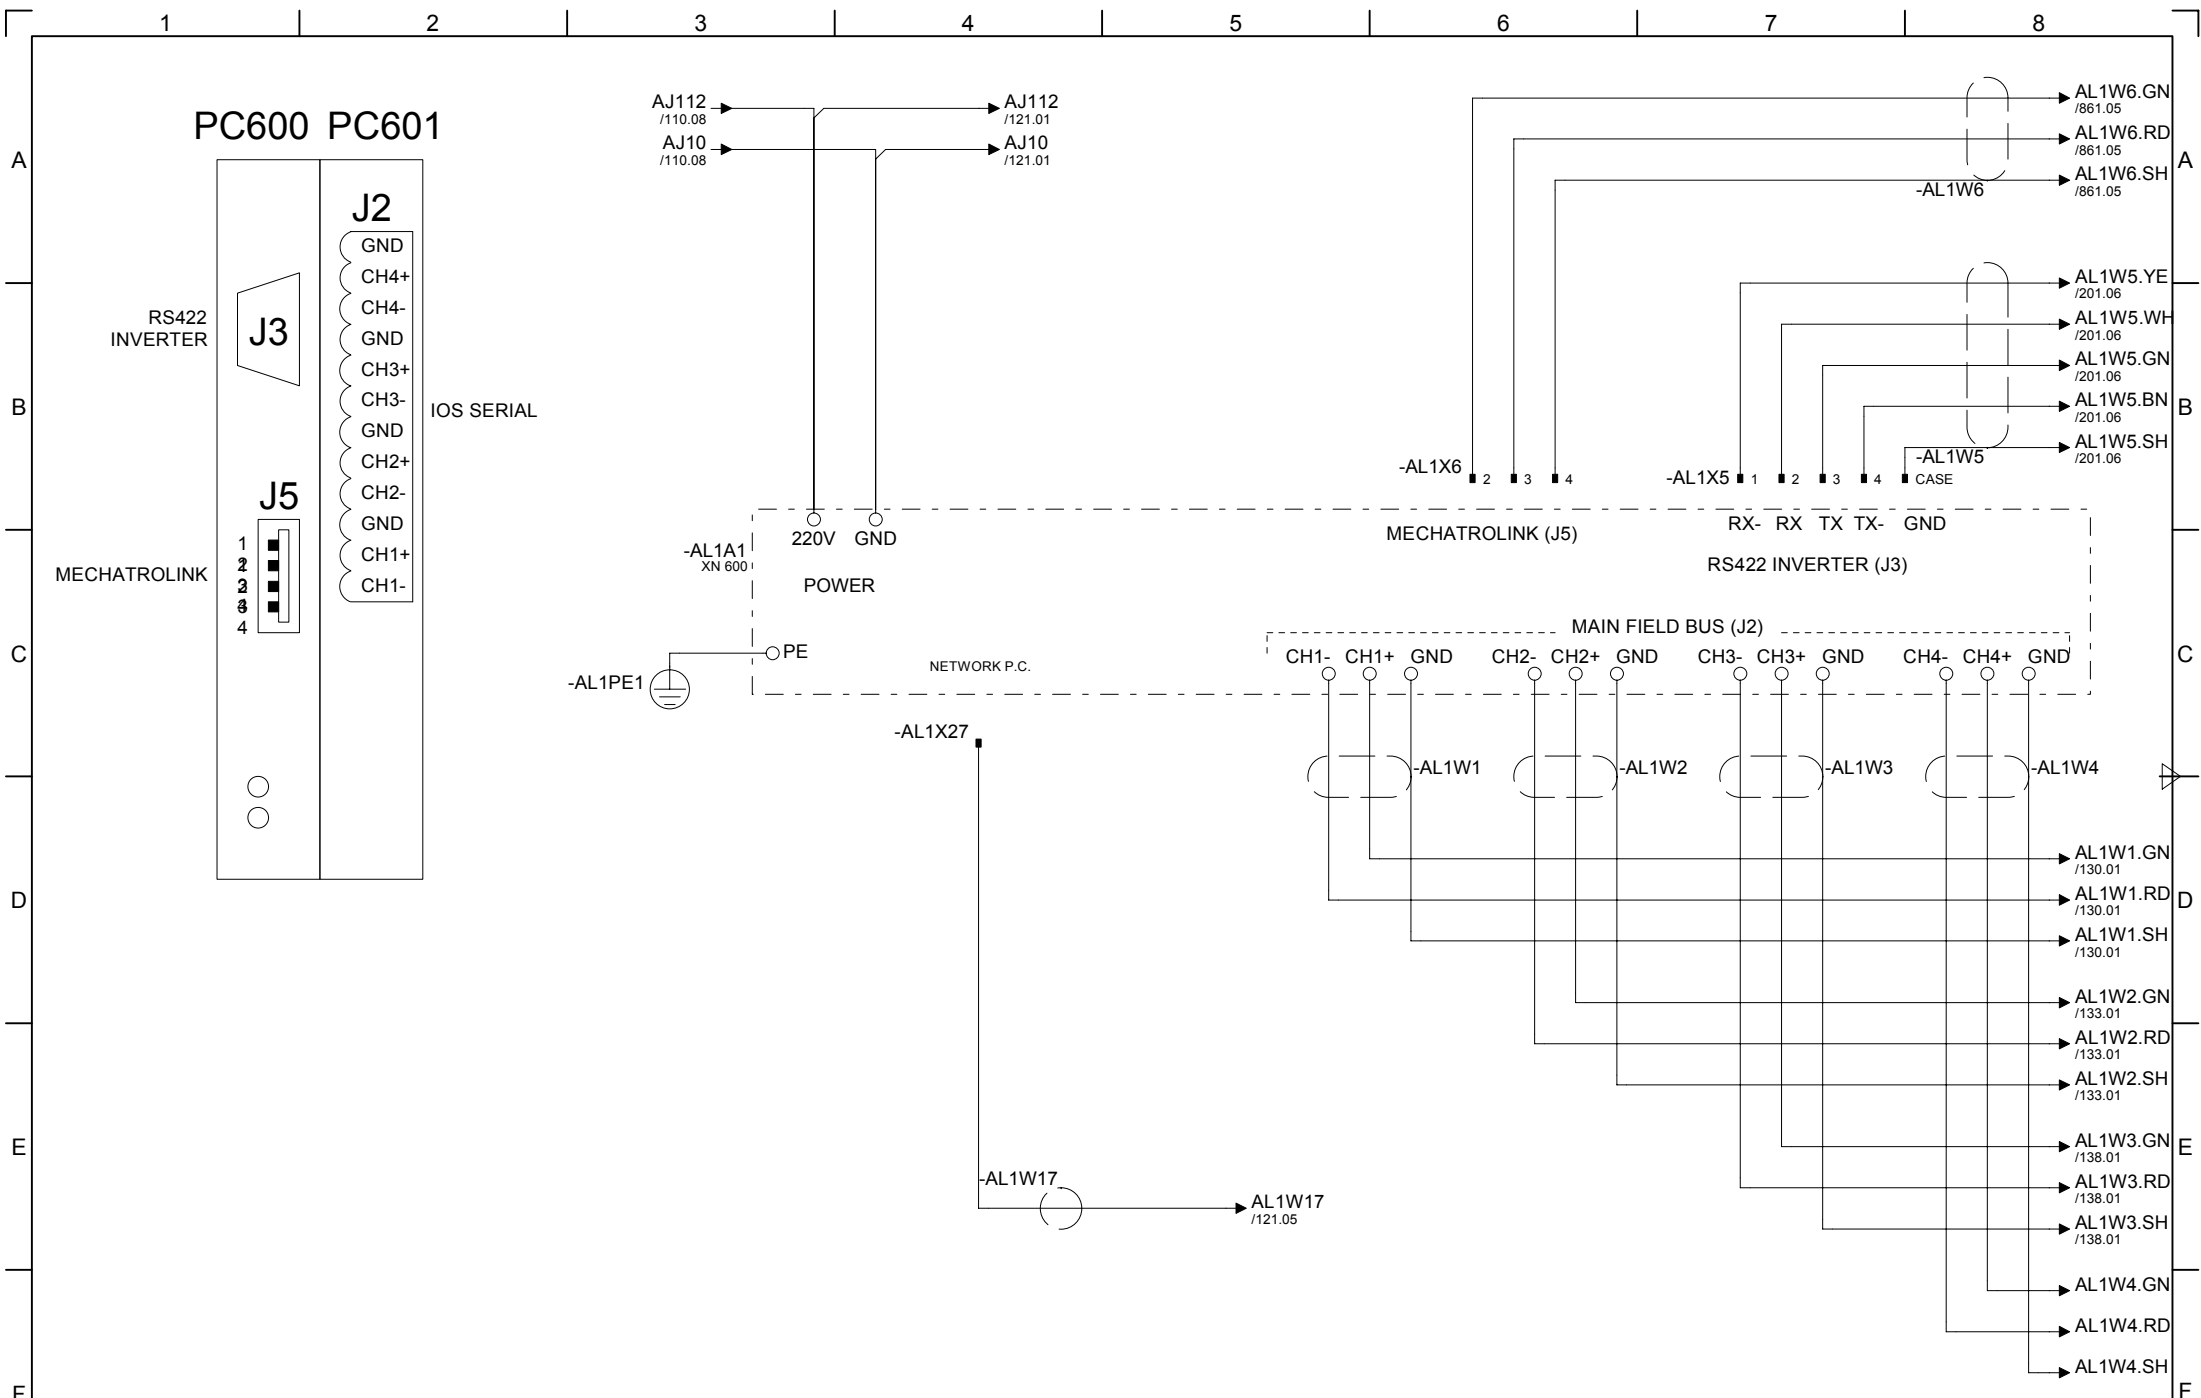 1 2 3 4 5 6 7 8
A A
B B
C C
D D
E E
F F
PC600 PC601
J2
GND
CH4+
CH4-
GND
CH3+
CH3-
GND
CH2+
CH2-
GND
CH1+
CH1-
RS422
INVERTER
J3
IOS SERIAL
J5
MECHATROLINK
1
2
3
4
AJ112
/110.08
AJ10
/110.08
AJ112
/121.01
AJ10
/121.01
AL1W6.GN
/861.05
AL1W6.RD
/861.05
AL1W6.SH
/861.05
-AL1W6
AL1W5.YE
/201.06
AL1W5.WH
/201.06
AL1W5.GN
/201.06
AL1W5.BN
/201.06
AL1W5.SH
/201.06
-AL1W5
-AL1X6 2 3 4
-AL1X5 1 2 3 4 CASE
-AL1A1
XN 600
220V GND
POWER
MECHATROLINK (J5)
RX- RX TX TX- GND
RS422 INVERTER (J3)
MAIN FIELD BUS (J2)
PE
-AL1PE1
NETWORK P.C.
CH1- CH1+ GND CH2- CH2+ GND CH3- CH3+ GND CH4- CH4+ GND
-AL1X27
-AL1W1 -AL1W2 -AL1W3 -AL1W4
AL1W1.GN
/130.01
AL1W1.RD
/130.01
AL1W1.SH
/130.01
AL1W2.GN
/133.01
AL1W2.RD
/133.01
AL1W2.SH
/133.01
AL1W3.GN
/138.01
AL1W3.RD
/138.01
AL1W3.SH
/138.01
-AL1W17
AL1W17
/121.05
AL1W4.GN
AL1W4.RD
AL1W4.SH